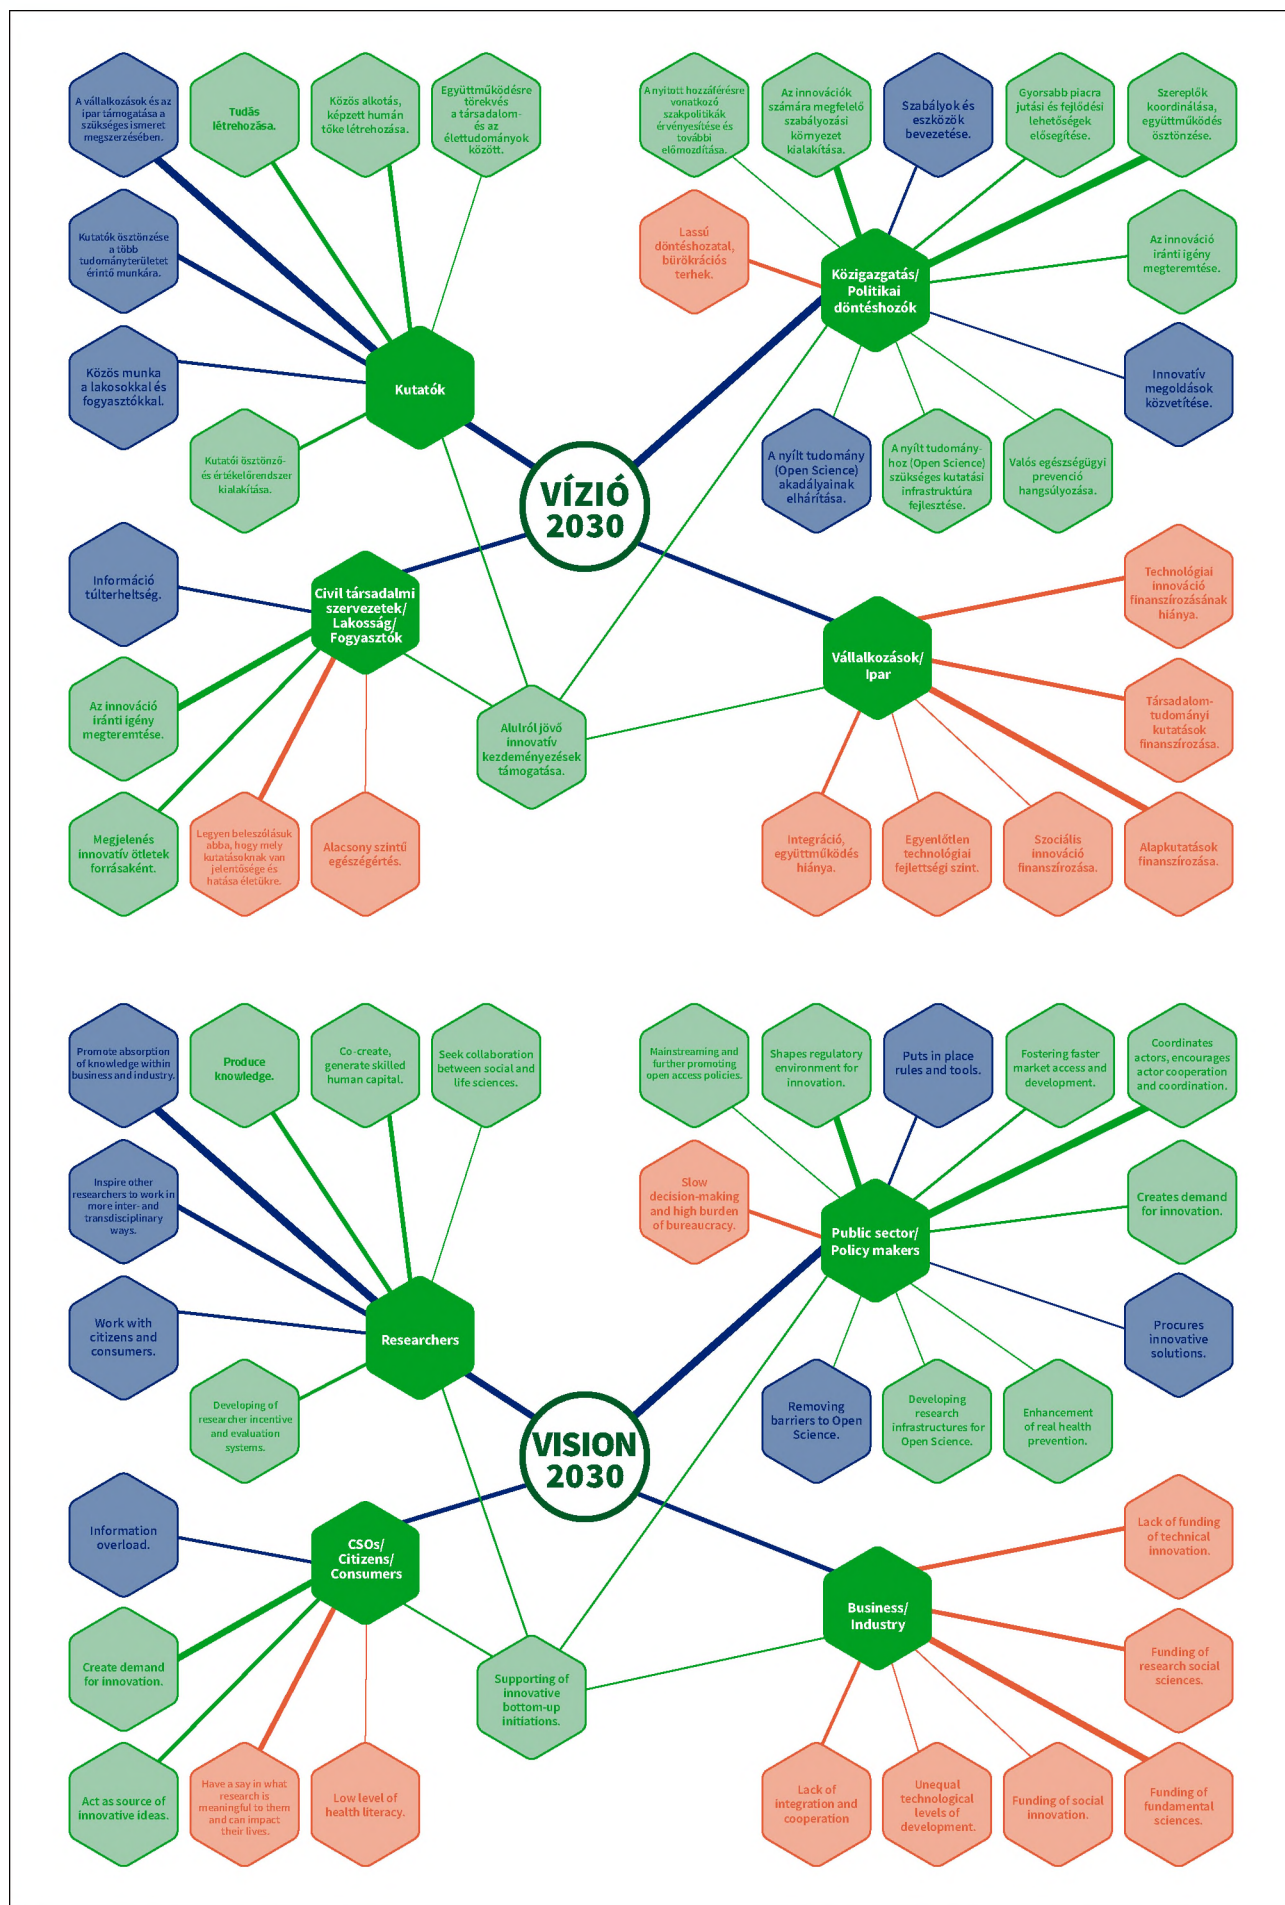 A vállalkozások és az
ipar támogatása a
szükséges ismeret
megszerzésében.
Tudás
létrehozása.
Közös alkotás,
képzett humán
tőke létrehozása.
Együttműködésre
törekvés
a társadalom-
és az
élettudományok
között.
A nyitott hozzáférésre
vonatkozó
szakpolitikák
érvényesítése és
további
előmozdítása.
Az innovációk
számára megfelelő
szabályozási
környezet
kialakítása.
Szabályok és
eszközök
bevezetése.
Gyorsabb piacra
jutási és fejlődési
lehetőségek
elősegítése.
Szereplők
koordinálása,
együttműködés
ösztönzése.
Kutatók ösztönzése
a több
tudományterületet
érintő munkára.
Lassú
döntéshozatal,
bürökrációs
terhek.
Közigazgatás/
Politikai
döntéshozók
Az innováció
iránti igény
megteremtése.
Közös munka
a lakosokkal és
fogyasztókkal.
Kutatók
Innovatív
megoldások
közvetítése.
Kutatói ösztönző-
és értékelőrendszer
kialakítása.
VÍZIÓ
2030
A nyílt tudomány
(Open Science)
akadályainak
elhárítása.
A nyílt tudomány-
hoz (Open Science)
szükséges kutatási
infrastruktúra
fejlesztése.
Valós egészségügyi
prevenció
hangsúlyozása.
Információ
túlterheltség.
Civil társadalmi
szervezetek/
Lakosság/
Fogyasztók
Technológiai
innováció
finanszírozásának
hiánya.
Vállalkozások/
Ipar
Az innováció
iránti igény
megteremtése.
Alulról jövő
innovatív
kezdeményezések
támogatása.
Társadalom-
tudományi
kutatások
finanszírozása.
Megjelenés
innovatív ötletek
forrásaként.
Legyen beleszólásuk
abba, hogy mely
kutatásoknak van
jelentősége és
hatása életükre.
Alacsony szintű
egészségértés.
Integráció,
együttműködés
hiánya.
Egyenlőtlen
technológiai
fejlettségi szint.
Szociális
innováció
finanszírozása.
Alapkutatások
finanszírozása.
Promote absorption
of knowledge within
business and industry.
Produce
knowledge.
Co-create,
generate skilled
human capital.
Seek collaboration
between social and
life sciences.
Mainstreaming and
further promoting
open access policies.
Shapes regulatory
environment for
innovation.
Puts in place
rules and tools.
Fostering faster
market access and
development.
Coordinates
actors, encourages
actor cooperation
and coordination.
Inspire other
researchers to work in
more inter- and
transdisciplinary
ways.
Slow
decision-making
and high burden
of bureaucracy.
Public sector/
Policy makers
Creates demand
for innovation.
Work with
citizens and
consumers.
Researchers
Procures
innovative
solutions.
Developing of
researcher incentive
and evaluation
systems.
VISION
2030
Removing
barriers to Open
Science.
Developing
research
infrastructures for
Open Science.
Enhancement
of real health
prevention.
Information
overload.
CSOs/
Citizens/
Consumers
Lack of funding
of technical
innovation.
Business/
Industry
Create demand
for innovation.
Supporting of
innovative
bottom-up
initiations.
Funding of
research social
sciences.
Act as source of
innovative ideas.
Have a say in what
research is
meaningful to them
and can impact
their lives.
Low level of
health literacy.
Lack of
integration and
cooperation
Unequal
technological
levels of
development.
Funding of social
innovation.
Funding of
fundamental
sciences.